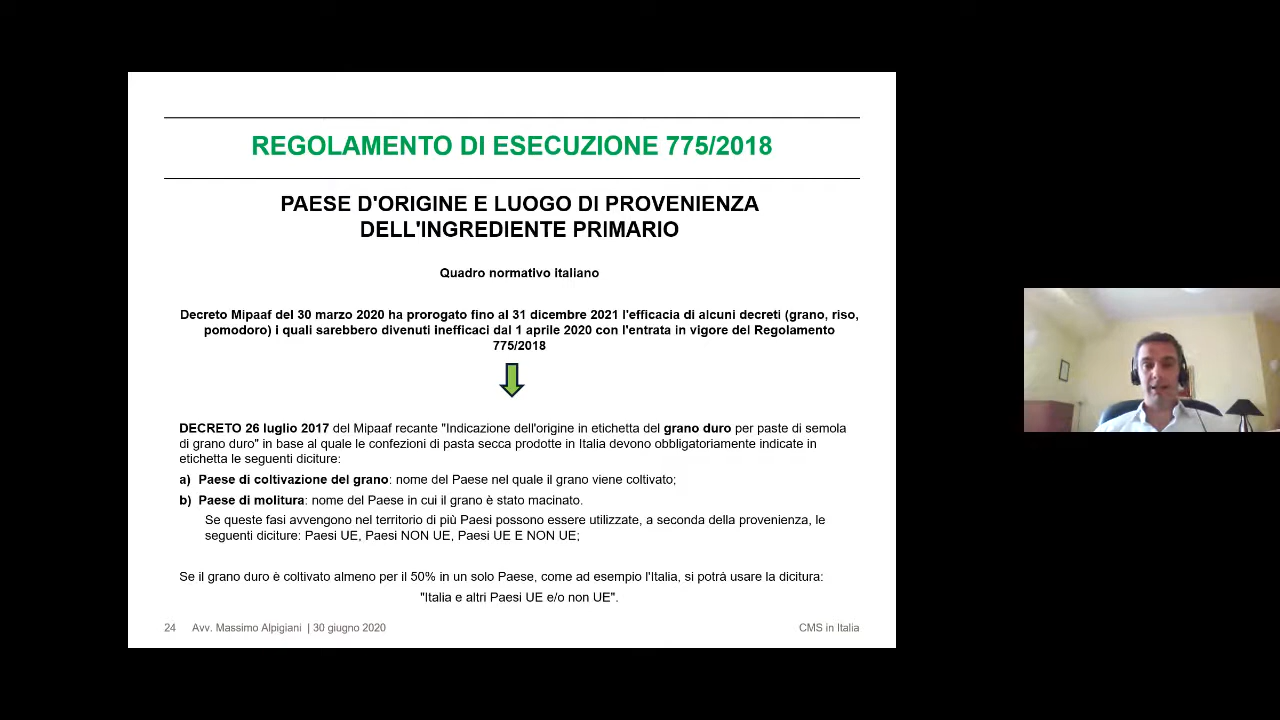 REGOLAMENTO DI ESECUZIONE 775/2018
PAESE D'ORIGINE E LUOGO DI PROVENIENZA
DELL'INGREDIENTE PRIMARIO
Quadro normativo italiano
Decreto Mipaaf del 30 marzo 2020 ha prorogato fino al 31 dicembre 2021 l'efficacia di alcuni decreti (grano, riso,
pomodoro) i quali sarebbero divenuti inefficaci dal 1 aprile 2020 con l'entrata in vigore del Regolamento
775/2018
DECRETO 26 luglio 2017 del Mipaaf recante "Indicazione dell'origine in etichetta del grano duro per paste di semola
di grano duro" in base al quale le confezioni di pasta secca prodotte in Italia devono obbligatoriamente indicate in
etichetta le seguenti diciture:
a) Paese di coltivazione del grano: nome del Paese nel quale il grano viene coltivato;
b) Paese di molitura: nome del Paese in cui il grano è stato macinato.
Se queste fasi avvengono nel territorio di più Paesi possono essere utilizzate, a seconda della provenienza, le
seguenti diciture: Paesi UE, Paesi NON UE, Paesi UE E NON UE;
Se il grano duro è coltivato almeno per il 50% in un solo Paese, come ad esempio l'Italia, si potrà usare la dicitura:
"Italia e altri Paesi UE e/o non UE".
24 Avv. Massimo Alpigiani | 30 giugno 2020 CMS in Italia